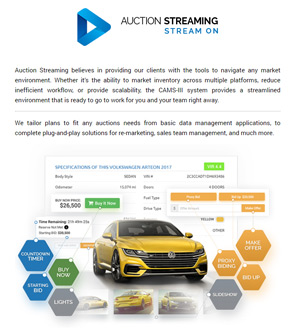 AUCTION STREAMING
STREAM ON
Auction Streaming believes in providing our clients with the tools to navigate any market
environment. Whether it's the ability to market inventory across multiple platforms, reduce
inefficient workflow, or provide scalability, the CAMS-III system provides a streamlined
environment that is ready to go to work for you and your team right away.
We tailor plans to fit any auctions needs from basic data management applications, to
complete plug-and-play solutions for re-marketing, sales team management, and much more.
SPECIFICATIONS OF THIS VOLKSWAGEN ARTEON 2017
Body Style SEDAN VIN #
Odometer Doors 4 DOORS
BUY NOW PRICE
$26,500 Buy It Now
Fuel Type
Drive Type
Time Remaining:
YELLOW
OTHER
COUNTDOWN
TIMER
BUY
NOW
STARTING
BID
LIGHTS
MAKE
OFFER
PROXY
BIDDING
BID UP
SLIDESHOW